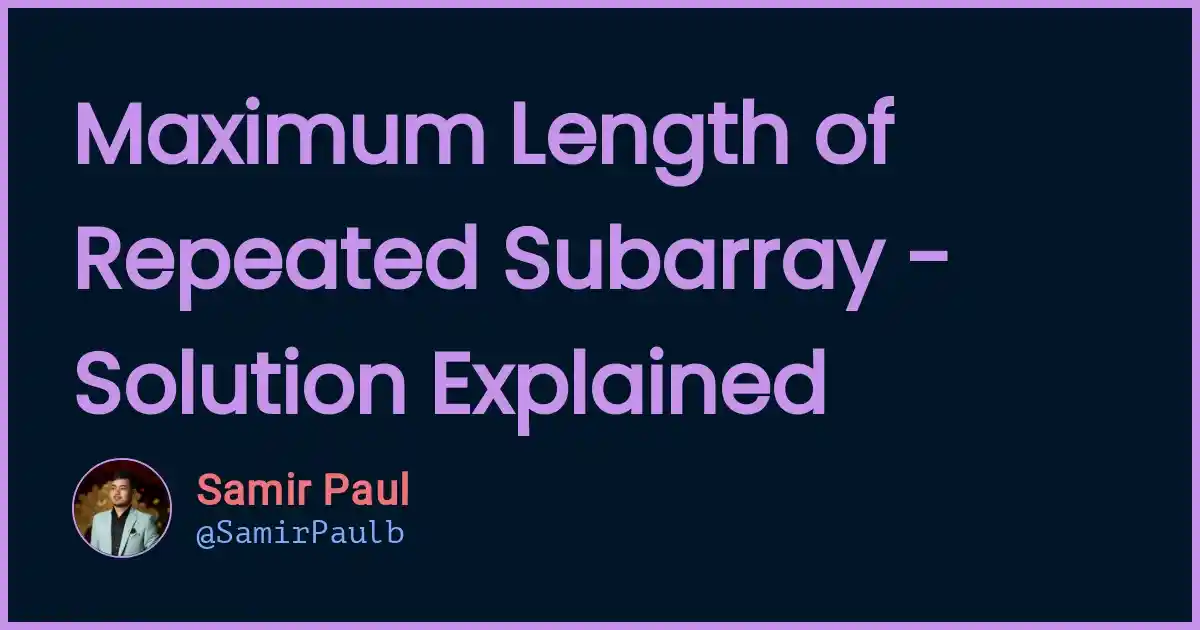 Maximum Length of
Repeated Subarray -
Solution Explained
Samir Paul
@SamirPaulb